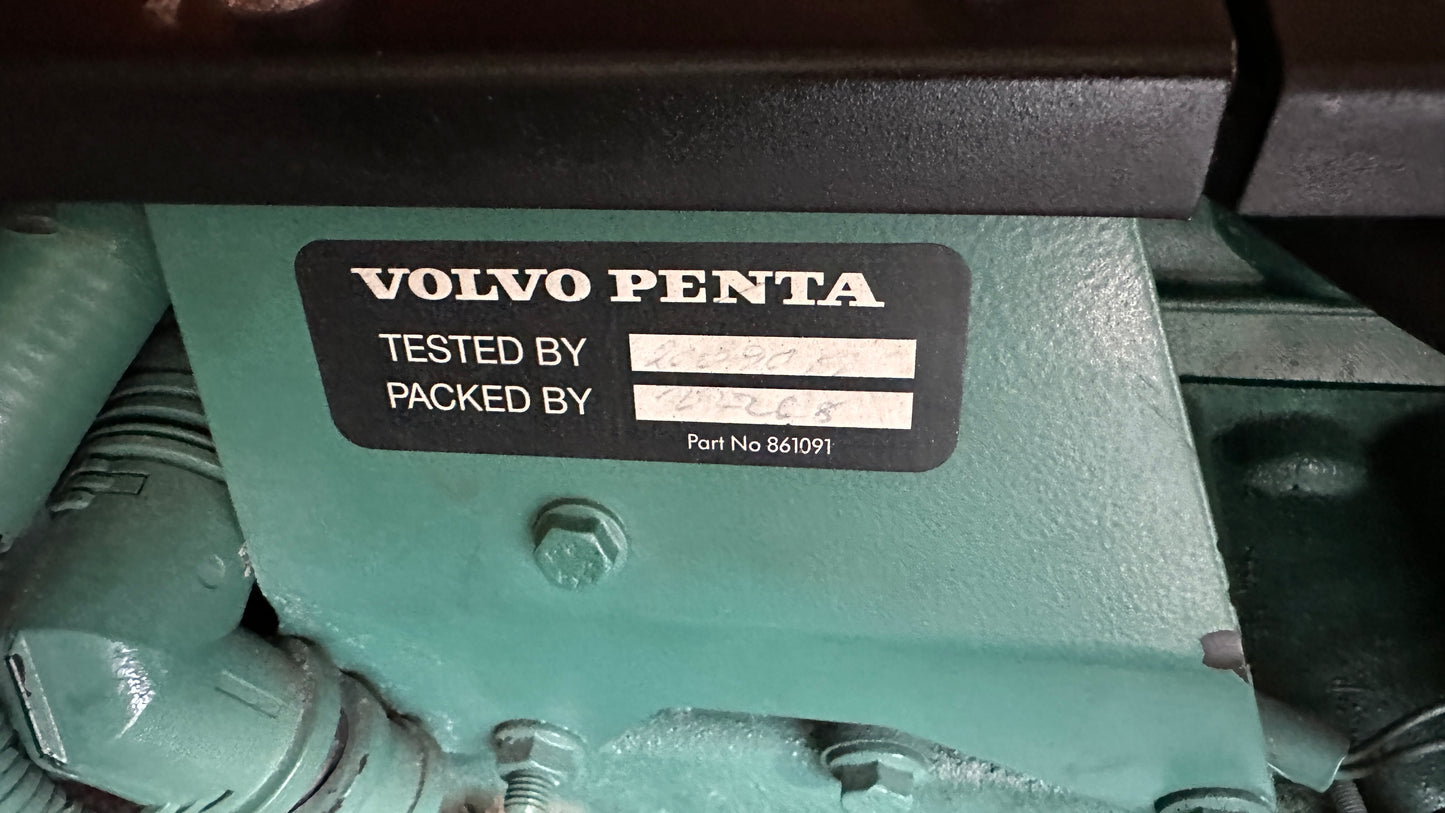 VOLVO PENTA
TESTED BY
PACKED BY
Part No 861091